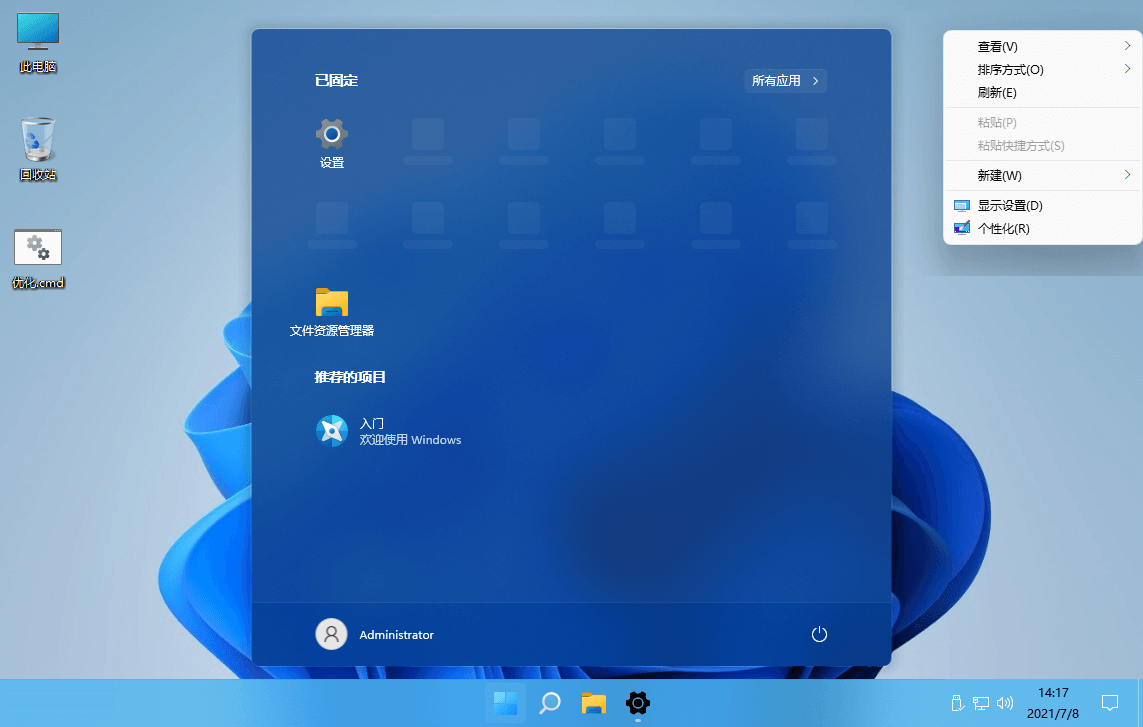 此电脑
回收站
优化.cmd
已固定
所有应用
设置
文件资源管理器
推荐的项目
入门
欢迎使用 Windows
Administrator
查看(V)
排序方式(O)
刷新(E)
粘贴(P)
粘贴快捷方式(S)
新建(W)
显示设置(D)
个性化(R)
14:17
2021/7/8